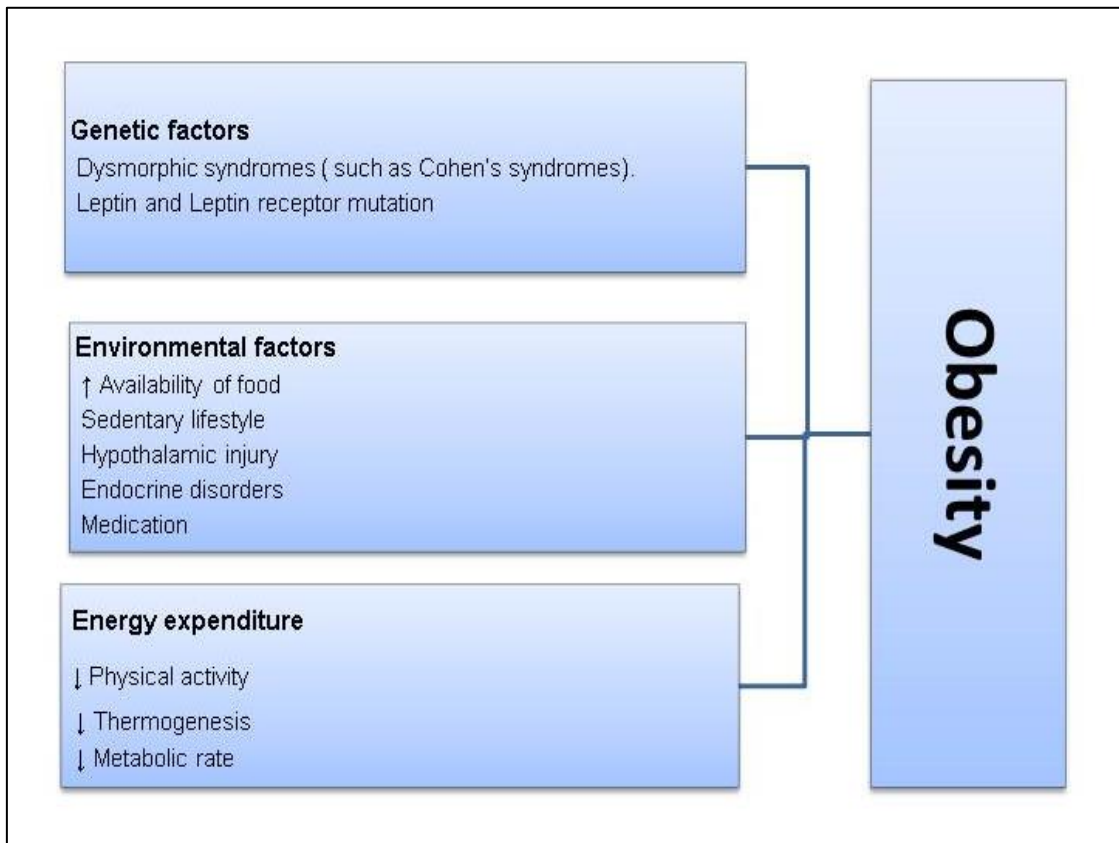 Genetic factors
Dysmorphic syndromes ( such as Cohen's syndromes).
Leptin and Leptin receptor mutation
Environmental factors
↑ Availability of food
Sedentary lifestyle
Hypothalamic injury
Endocrine disorders
Medication
Energy expenditure
↓ Physical activity
↓ Thermogenesis
↓ Metabolic rate
Obesity